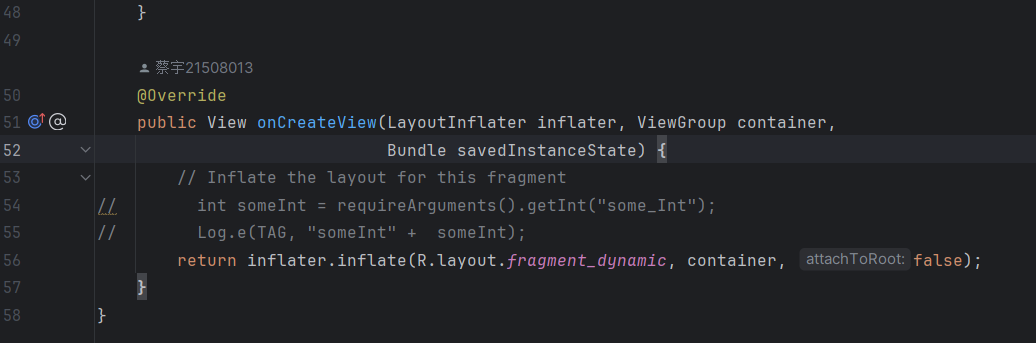 48 }
49
蔡宇21508013
50 @Override
51 @ public View onCreateView(LayoutInflater inflater, ViewGroup container,
52 Bundle savedInstanceState) {
53 // Inflate the layout for this fragment
54 // int someInt = requireArguments().getInt("some_Int");
55 // Log.e(TAG, "someInt" +  someInt);
56 return inflater.inflate(R.layout.fragment_dynamic, container, attachToRoot: false);
57 }
58 }